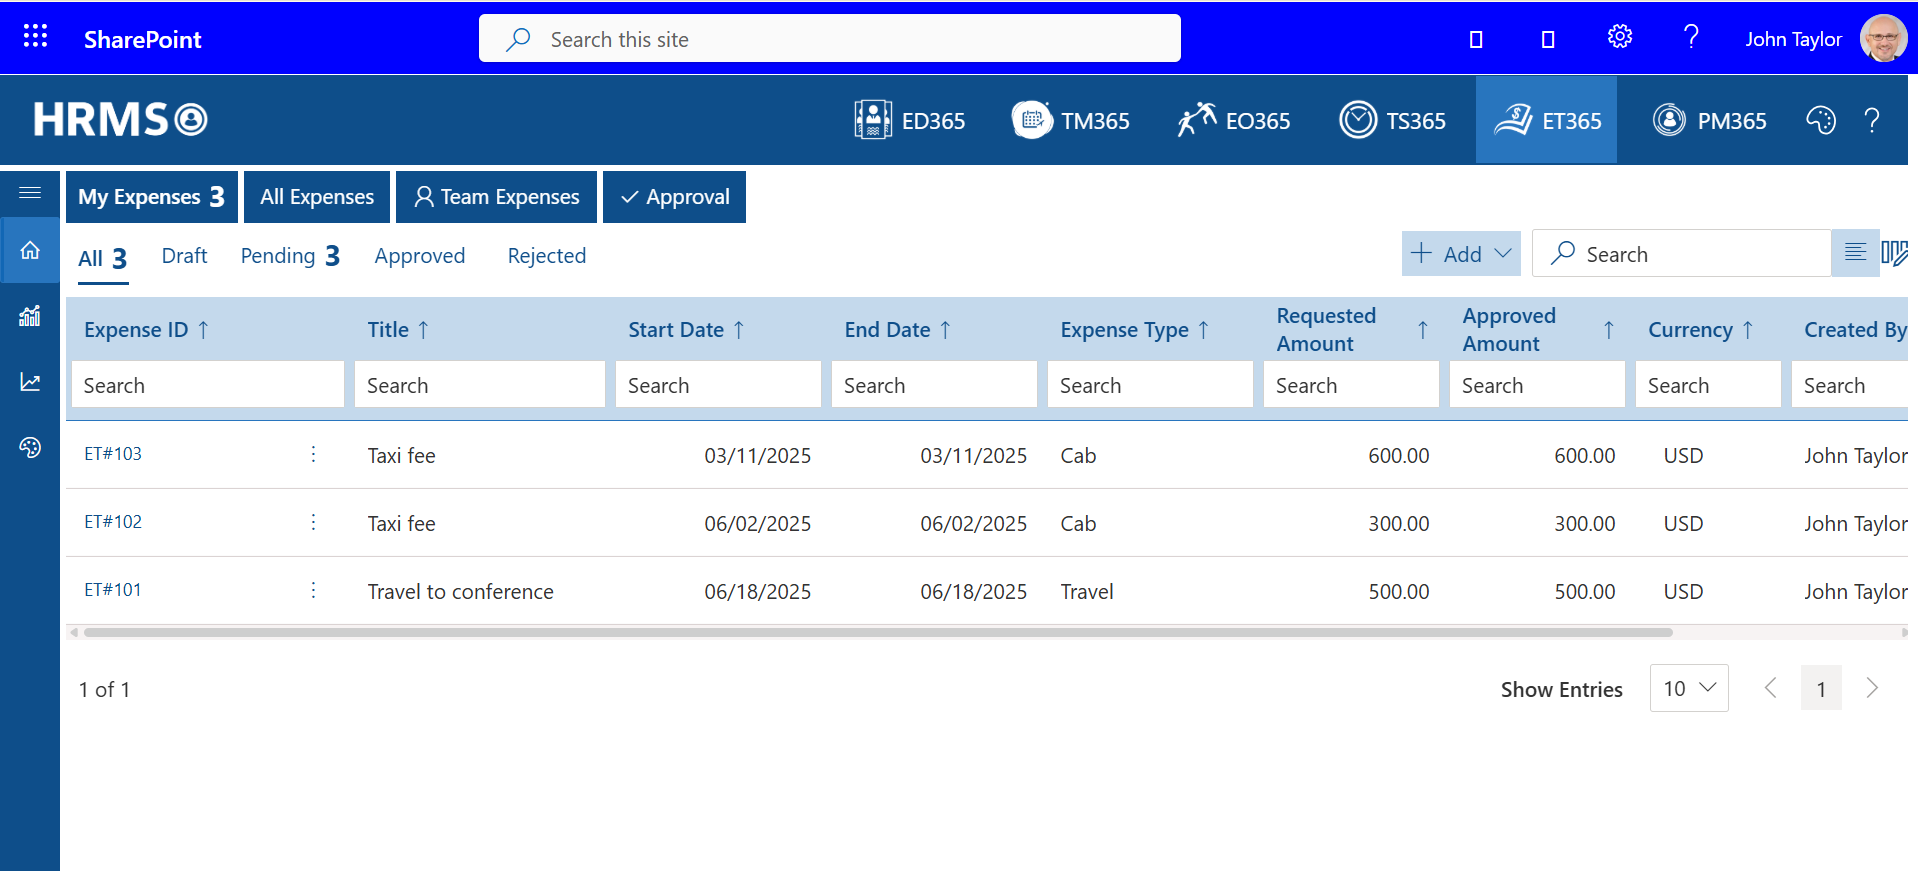 SharePoint
Search this site
John Taylor
HRMS
ED365
TM365
EO365
TS365
ET365
PM365
My Expenses 3
All Expenses
Team Expenses
Approval
All 3
Draft
Pending 3
Approved
Rejected
Add
Search
Expense ID ↑
Title ↑
Start Date ↑
End Date ↑
Expense Type ↑
Requested Amount ↑
Approved Amount ↑
Currency ↑
Created By
Search
Search
Search
Search
Search
Search
Search
Search
Search
ET#103 Taxi fee 03/11/2025 03/11/2025 Cab 600.00 600.00 USD John Taylor
ET#102 Taxi fee 06/02/2025 06/02/2025 Cab 300.00 300.00 USD John Taylor
ET#101 Travel to conference 06/18/2025 06/18/2025 Travel 500.00 500.00 USD John Taylor
1 of 1
Show Entries
10
1